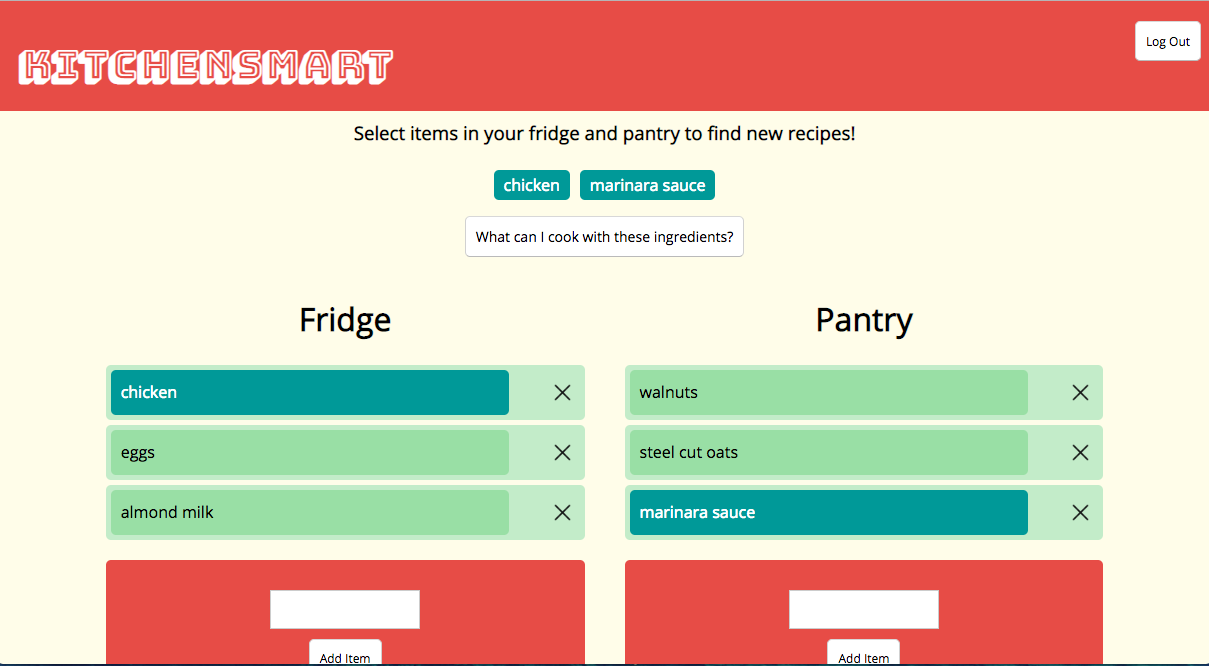 KITCHENSMART
Log Out
Select items in your fridge and pantry to find new recipes!
chicken marinara sauce
What can I cook with these ingredients?
Fridge
chicken
eggs
almond milk
Add Item
Pantry
walnuts
steel cut oats
marinara sauce
Add Item